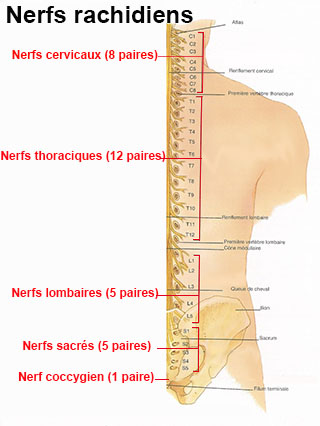 Nerfs rachidiens
Atlas
C1
C2
Nerfs cervicaux (8 paires)
C3
C4
C5
Renflement cervical
C6
C7
C8
Première vertèbre thoracique
T1
T2
T3
T4
T5
Nerfs thoraciques (12 paires)
T6
T7
T8
T9
T10
Renflement lombaire
T11
T12
Première vertèbre lombaire
Cône médullaire
L1
L2
L3
Queue de cheval
Nerfs lombaires (5 paires)
L4
Ilion
L5
S1
Sacrum
Nerfs sacrés (5 paires)
S2
S3
S4
S5
Nerf coccygien (1 paire)
Filum terminale